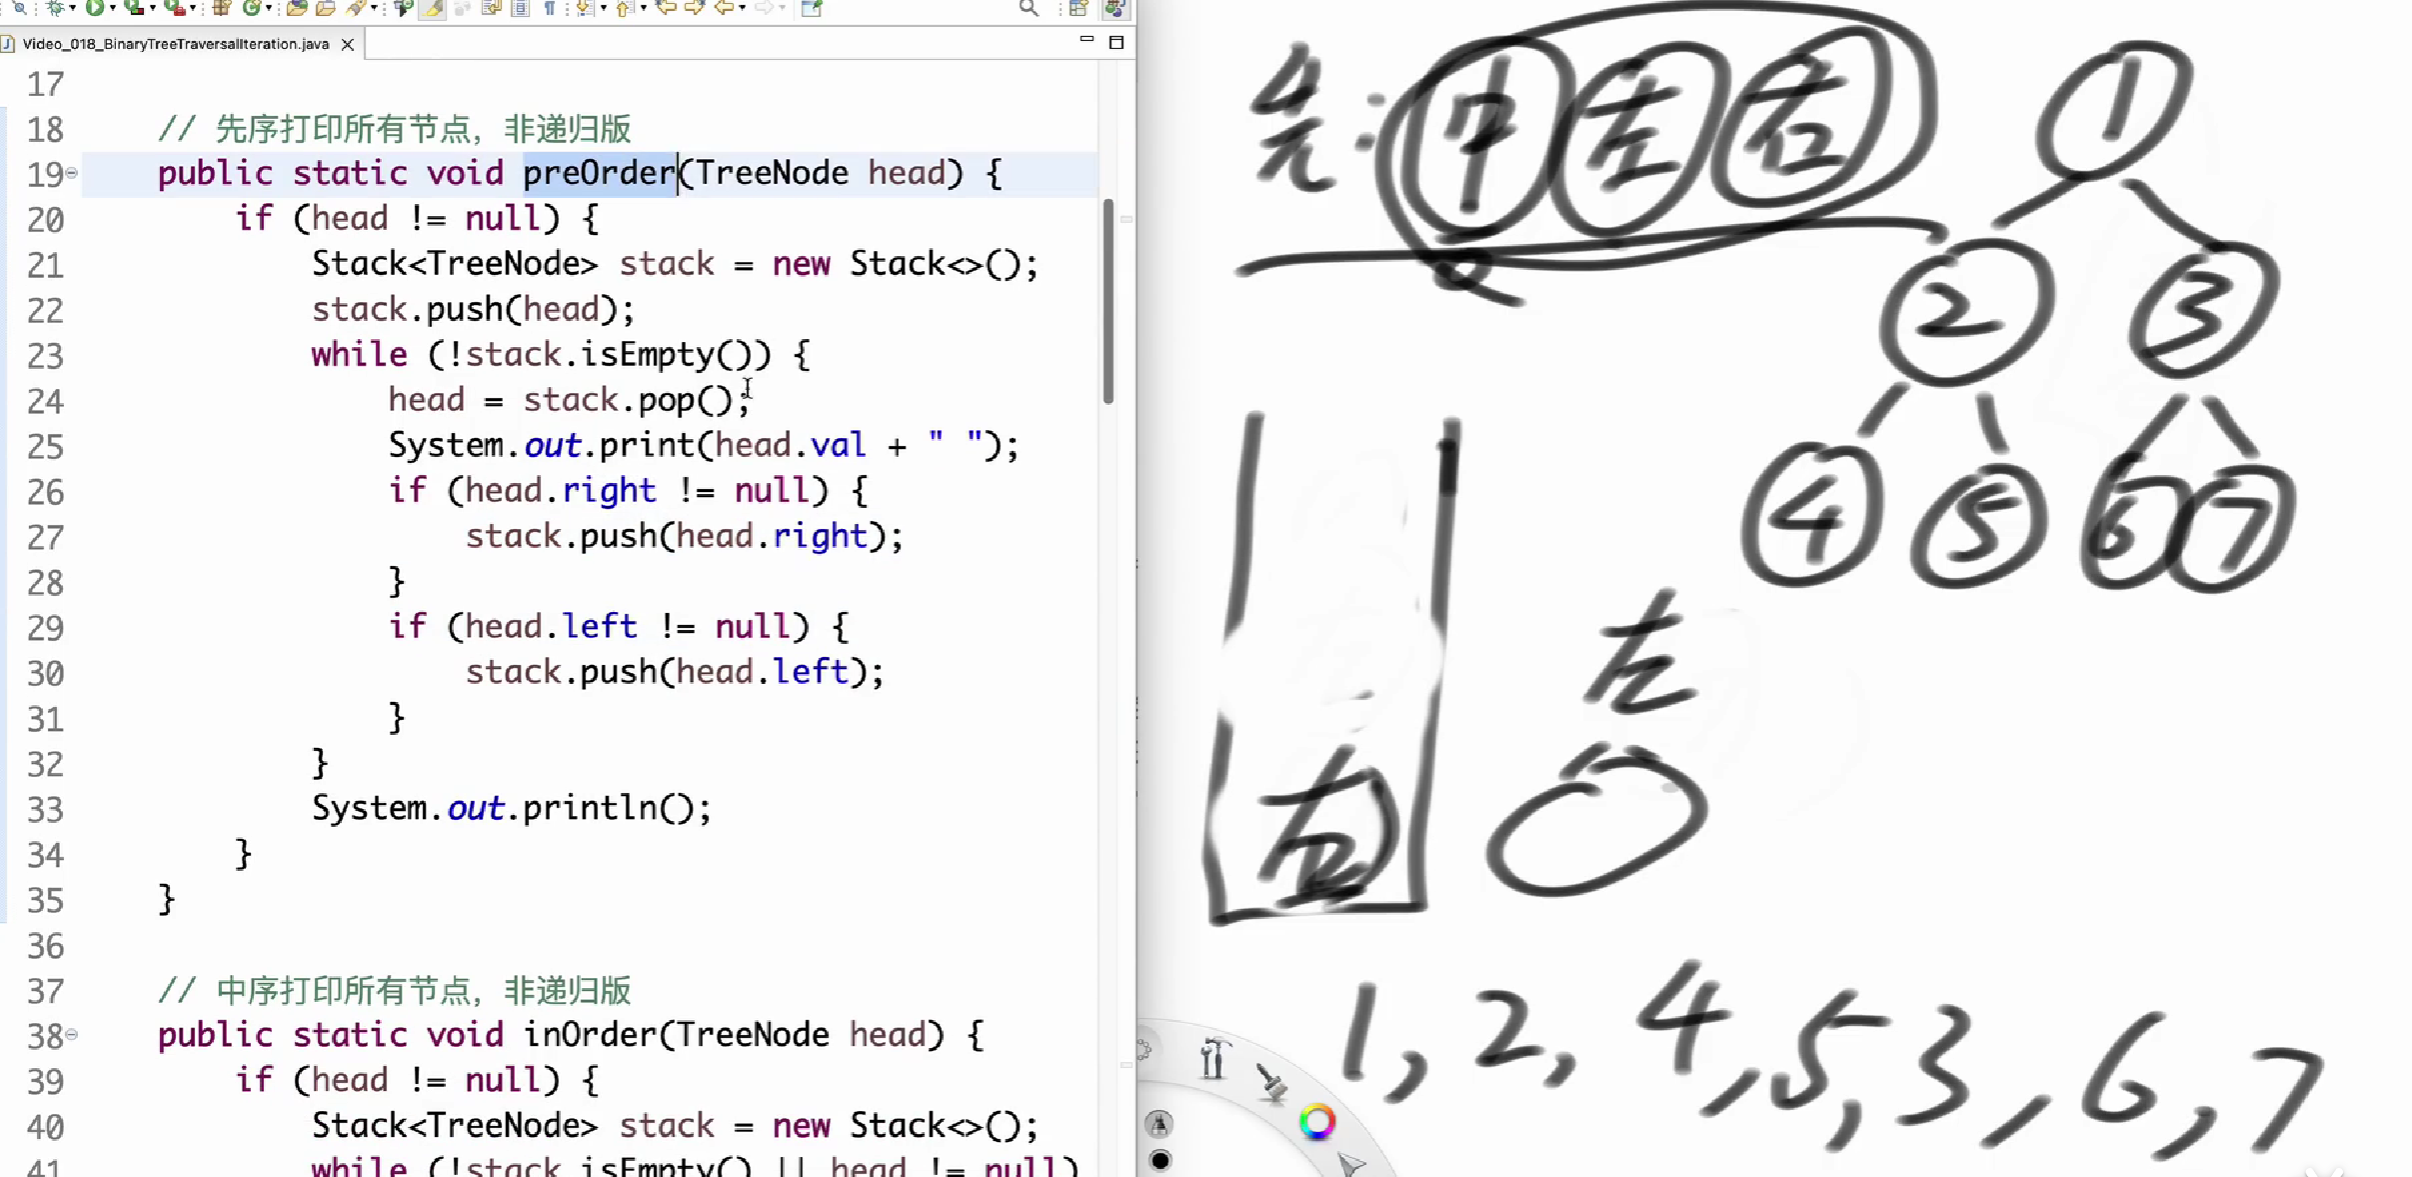 Video_018_BinaryTreeTraversalIteration.java
17
18 // 先序打印所有节点，非递归版
19 public static void preOrder(TreeNode head) {
20 if (head != null) {
21 Stack<TreeNode> stack = new Stack<>();
22 stack.push(head);
23 while (!stack.isEmpty()) {
24 head = stack.pop();
25 System.out.print(head.val + " ");
26 if (head.right != null) {
27 stack.push(head.right);
28 }
29 if (head.left != null) {
30 stack.push(head.left);
31 }
32 }
33 System.out.println();
34 }
35 }
36
37 // 中序打印所有节点，非递归版
38 public static void inOrder(TreeNode head) {
39 if (head != null) {
40 Stack<TreeNode> stack = new Stack<>();
41 while (!stack.isEmpty() || head != null)
先: 中 左 右
1
2 3
4 5 6 7
左
右
1, 2, 4, 5, 3, 6, 7